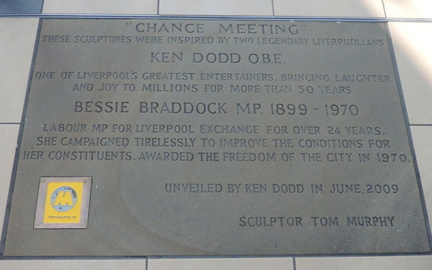 "CHANCE MEETING"
THESE SCULPTURES WERE INSPIRED BY TWO LEGENDARY LIVERPUDLIANS
KEN DODD O.B.E.
ONE OF LIVERPOOL'S GREATEST ENTERTAINERS, BRINGING LAUGHTER
AND JOY TO MILLIONS FOR MORE THAN 50 YEARS.
BESSIE BRADDOCK MP. 1899 - 1970
LABOUR MP FOR LIVERPOOL EXCHANGE FOR OVER 24 YEARS.
SHE CAMPAIGNED TIRELESSLY TO IMPROVE THE CONDITIONS FOR
HER CONSTITUENTS. AWARDED THE FREEDOM OF THE CITY IN 1970.
UNVEILED BY KEN DODD IN JUNE, 2009
SCULPTOR TOM MURPHY
M